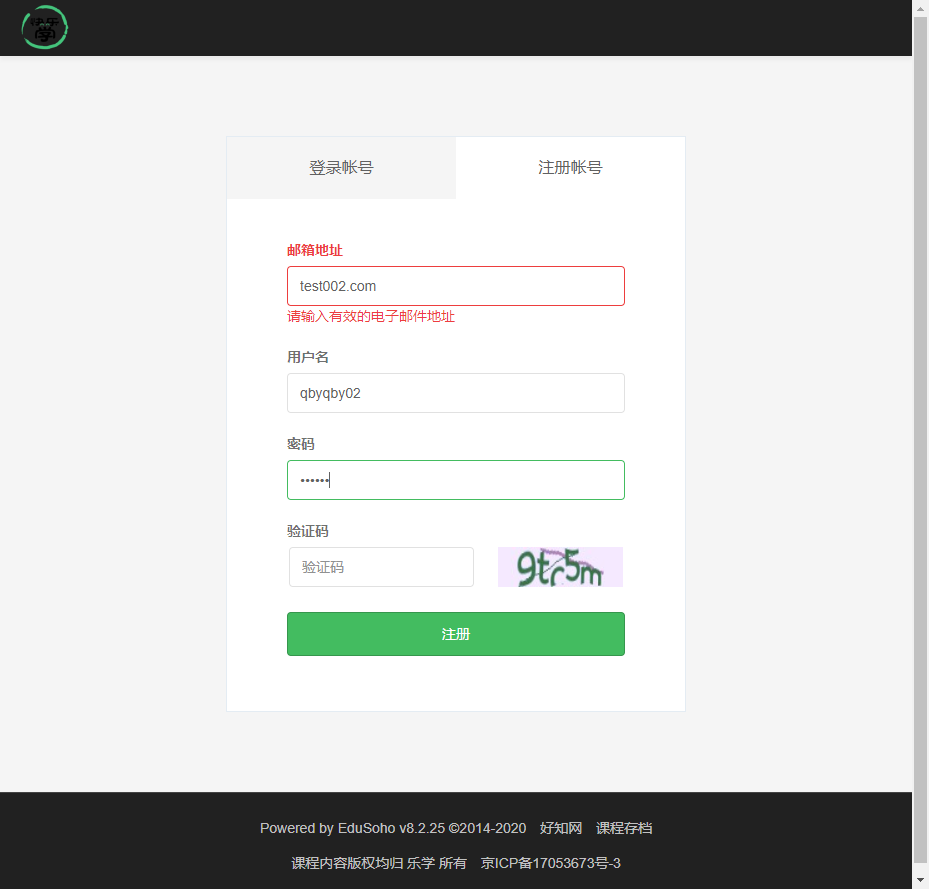 快乐
学
登录帐号 注册帐号
邮箱地址
test002.com
请输入有效的电子邮件地址
用户名
qbyqby02
密码
••••••
验证码
验证码 9tr5m
注册
Powered by EduSoho v8.2.25 ©2014-2020 好知网 课程存档
课程内容版权均归 乐学 所有 京ICP备17053673号-3